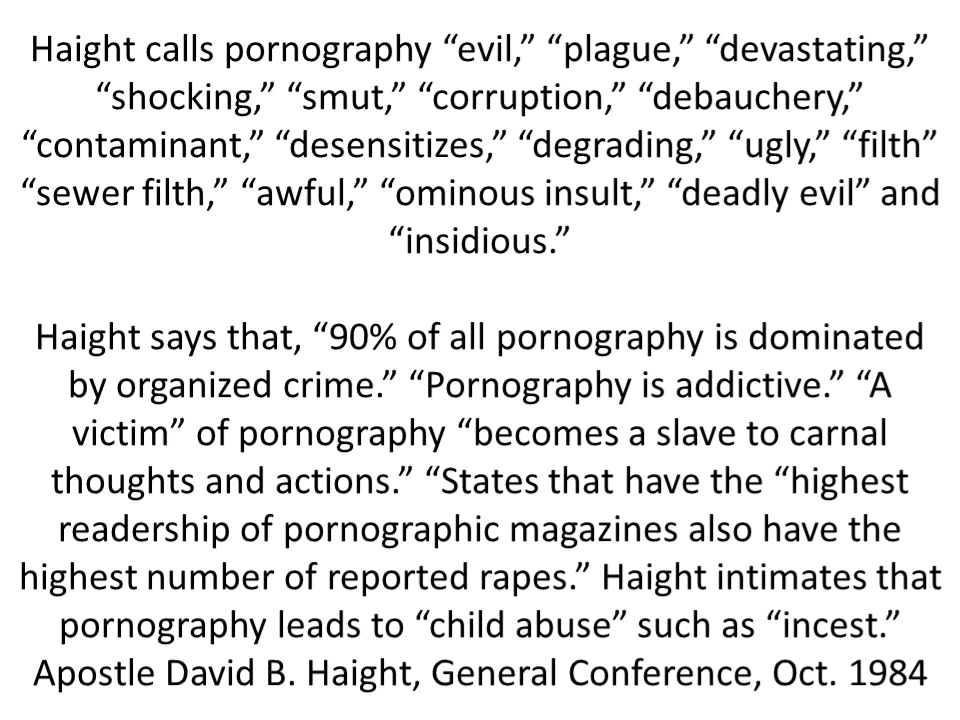 Haight calls pornography “evil,” “plague,” “devastating,”
“shocking,” “smut,” “corruption,” “debauchery,”
“contaminant,” “desensitizes,” “degrading,” “ugly,” “filth”
“sewer filth,” “awful,” “ominous insult,” “deadly evil” and
“insidious.”
Haight says that, “90% of all pornography is dominated
by organized crime.” “Pornography is addictive.” “A
victim” of pornography “becomes a slave to carnal
thoughts and actions.” “States that have the “highest
readership of pornographic magazines also have the
highest number of reported rapes.” Haight intimates that
pornography leads to “child abuse” such as “incest.”
Apostle David B. Haight, General Conference, Oct. 1984